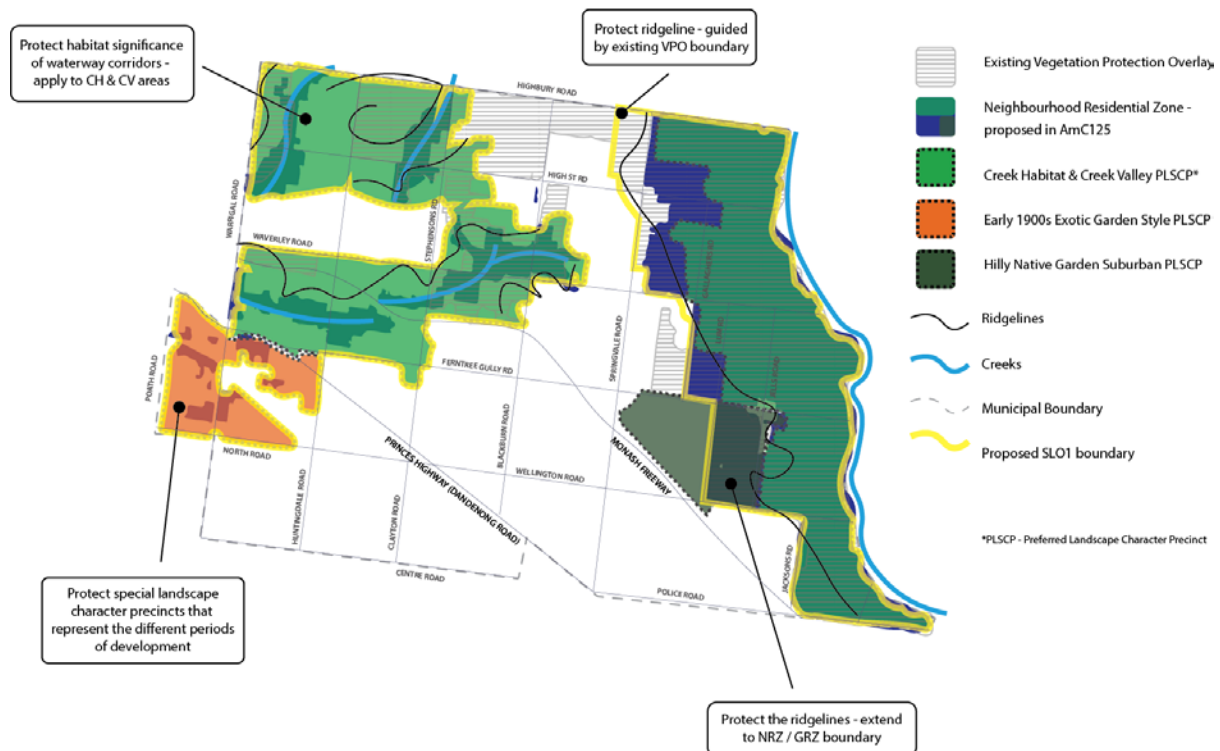 Protect habitat significance
of waterway corridors -
apply to CH & CV areas
Protect ridgeline - guided
by existing VPO boundary
HIGHBURY ROAD
HIGH ST RD
WARRIGAL ROAD
STEPHENSONS RD
WAVERLEY ROAD
SPRINGVALE ROAD
POATH ROAD
FERNTREE GULLY RD
NORTH ROAD
HUNTINGDALE ROAD
CLAYTON ROAD
PRINCES HIGHWAY (DANDENONG ROAD)
BLACKBURN ROAD
WELLINGTON ROAD
MONASH FREEWAY
CENTRE ROAD
POLICE ROAD
JACKSONS RD
Protect special landscape
character precincts that
represent the different periods
of development
Protect the ridgelines - extend
to NRZ / GRZ boundary
Existing Vegetation Protection Overlay
Neighbourhood Residential Zone -
proposed in AmC125
Creek Habitat & Creek Valley PLSCP*
Early 1900s Exotic Garden Style PLSCP
Hilly Native Garden Suburban PLSCP
Ridgelines
Creeks
Municipal Boundary
Proposed SLO1 boundary
*PLSCP - Preferred Landscape Character Precinct